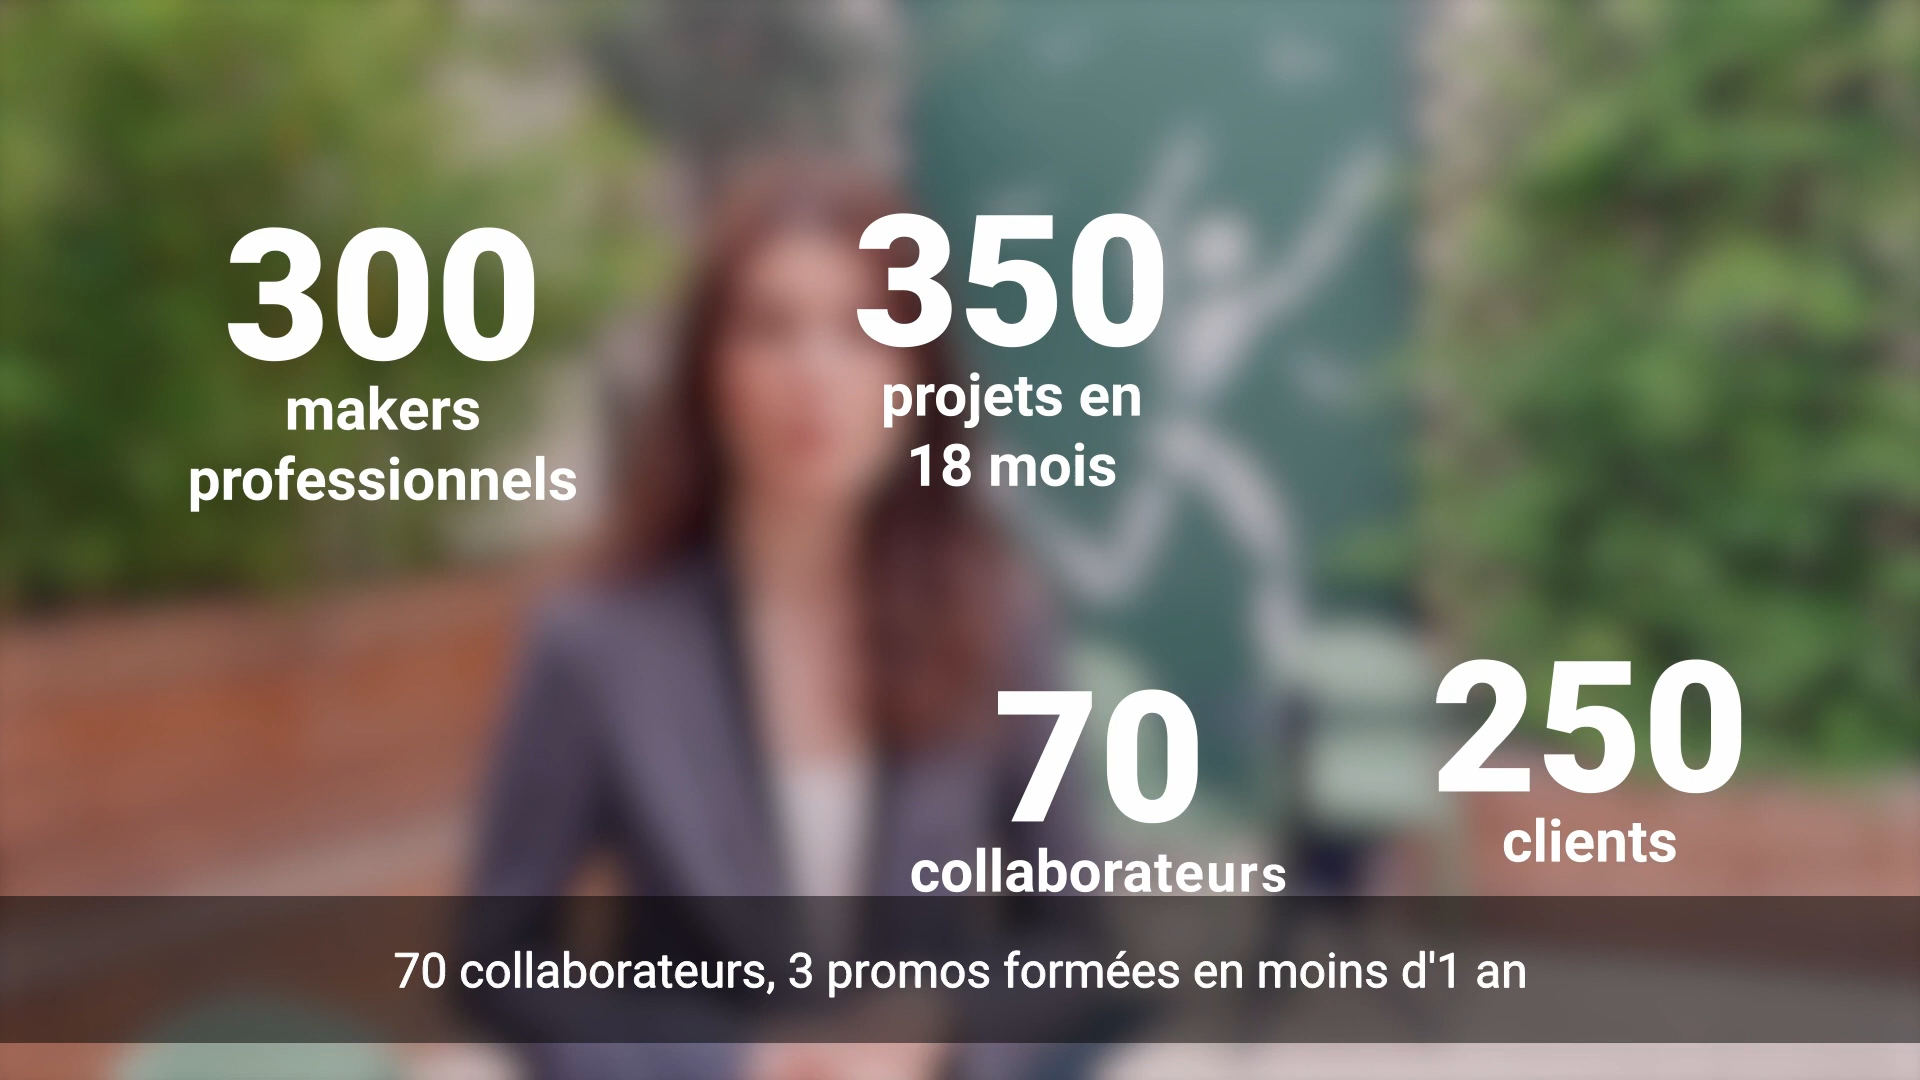 300
makers
professionnels
350
projets en
18 mois
70
collaborateurs
250
clients
70 collaborateurs, 3 promos formées en moins d'1 an